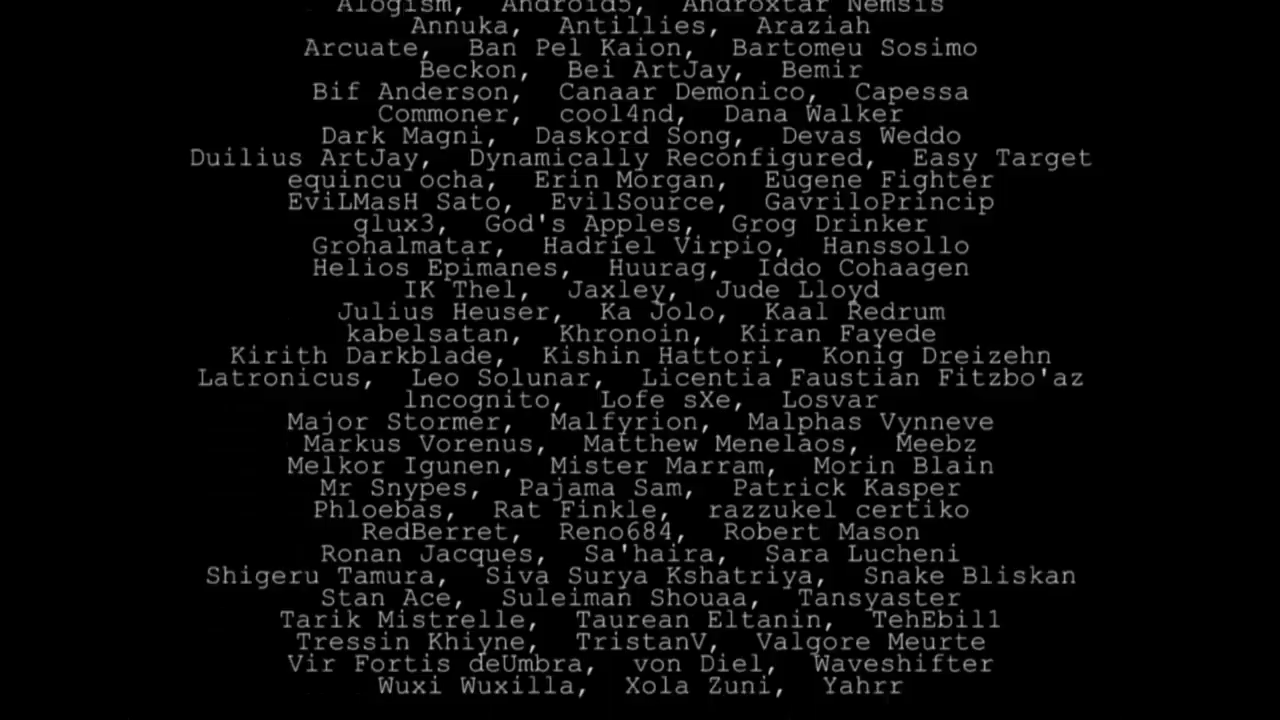 Alogism, Android5, Androxtar Nemsis
Annuka, Antillies, Araziah
Arcuate, Ban Pel Kaion, Bartomeu Sosimo
Beckon, Bei ArtJay, Bemir
Bif Anderson, Canaar Demonico, Capessa
Commoner, cool4nd, Dana Walker
Dark Magni, Daskord Song, Devas Weddo
Duilius ArtJay, Dynamically Reconfigured, Easy Target
equincu ocha, Erin Morgan, Eugene Fighter
EviLMasH Sato, EvilSource, GavriloPrincip
glux3, God's Apples, Grog Drinker
Grohalmatar, Hadriel Virpio, Hanssollo
Helios Epimanes, Huurag, Iddo Cohaagen
IK Thel, Jaxley, Jude Lloyd
Julius Heuser, Ka Jolo, Kaal Redrum
kabelsatan, Khronoin, Kiran Fayede
Kirith Darkblade, Kishin Hattori, Konig Dreizehn
Latronicus, Leo Solunar, Licentia Faustian Fitzbo'az
lncognito, Lofe sXe, Losvar
Major Stormer, Malfyrion, Malphas Vynneve
Markus Vorenus, Matthew Menelaos, Meebz
Melkor Igunen, Mister Marram, Morin Blain
Mr Snypes, Pajama Sam, Patrick Kasper
Phloebas, Rat Finkle, razzukel certiko
RedBerret, Reno684, Robert Mason
Ronan Jacques, Sa'haira, Sara Lucheni
Shigeru Tamura, Siva Surya Kshatriya, Snake Bliskan
Stan Ace, Suleiman Shouaa, Tansyaster
Tarik Mistrelle, Taurean Eltanin, TehEbil1
Tressin Khiyne, TristanV, Valgore Meurte
Vir Fortis deUmbra, von Diel, Waveshifter
Wuxi Wuxilla, Xola Zuni, Yahrr